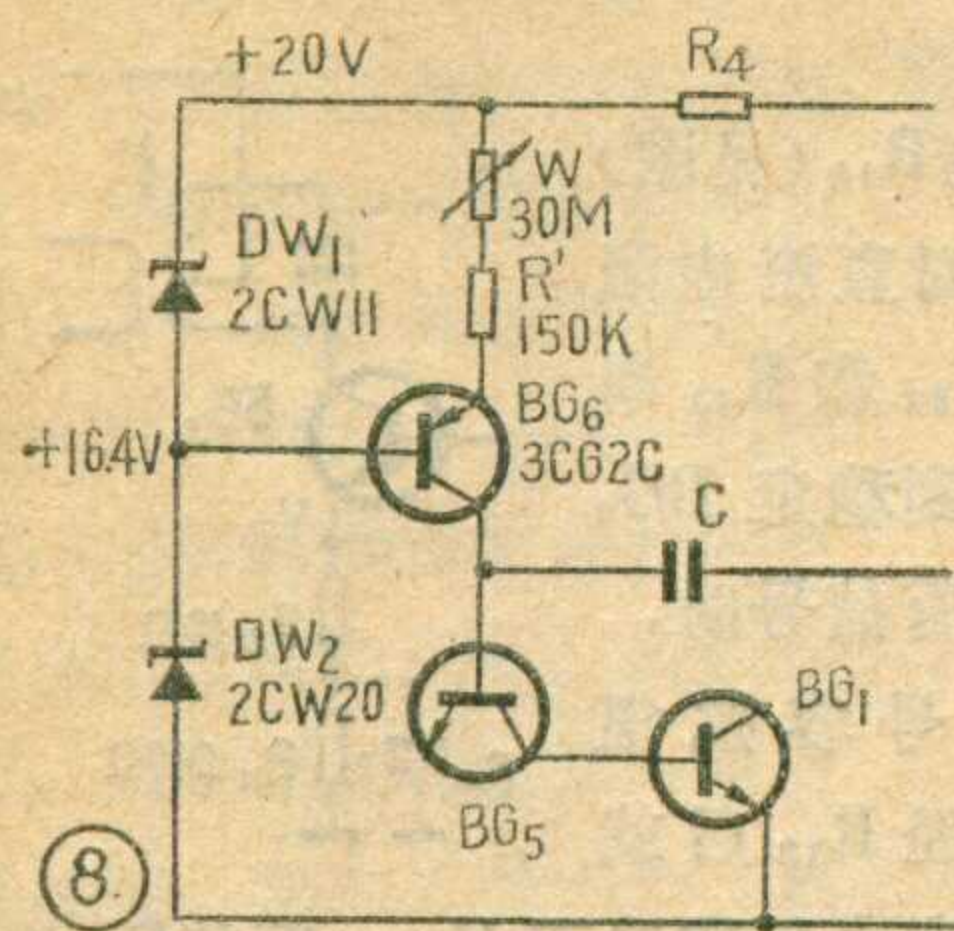 +20V
R4
W
30M
DW1
2CW11
R'
150K
BG6
3CG2C
+16.4V
C
DW2
2CW20
BG1
BG5
8